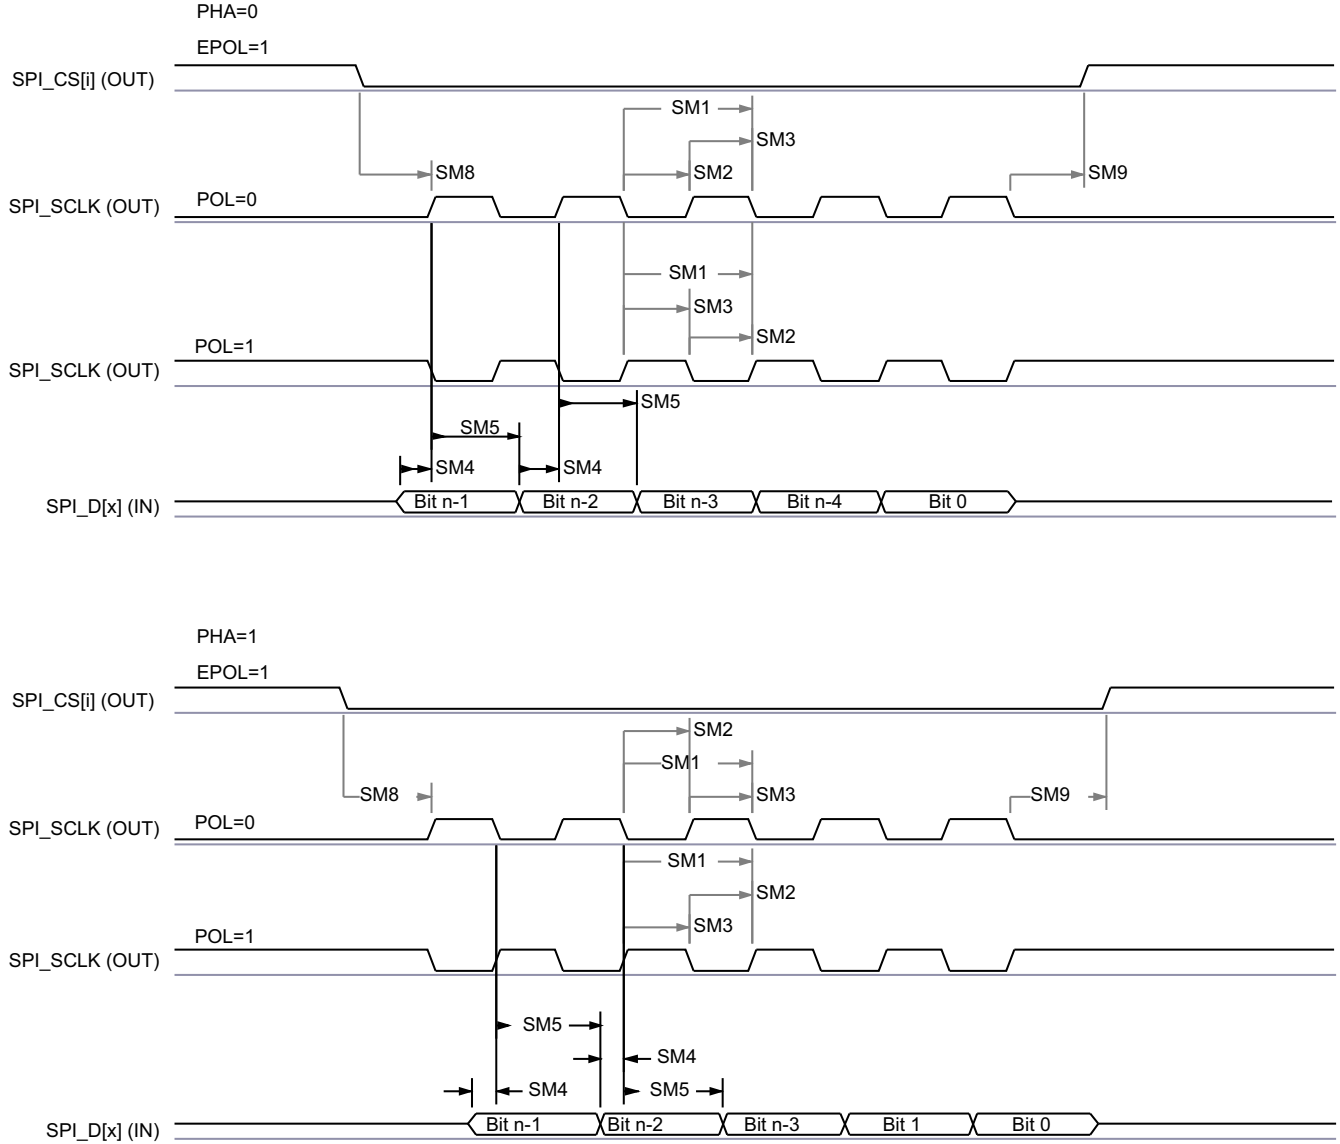 PHA=0
EPOL=1
SPI_CS[i] (OUT)
SM1
SM3
SM8
SM2
SM9
POL=0
SPI_SCLK (OUT)
SM1
SM3
SM2
POL=1
SPI_SCLK (OUT)
SM5
SM5
SM4
SM4
SPI_D[x] (IN)
Bit n-1
Bit n-2
Bit n-3
Bit n-4
Bit 0
PHA=1
EPOL=1
SPI_CS[i] (OUT)
SM2
SM1
SM8
SM3
SM9
POL=0
SPI_SCLK (OUT)
SM1
SM2
SM3
POL=1
SPI_SCLK (OUT)
SM5
SM4
SM4
SM5
SPI_D[x] (IN)
Bit n-1
Bit n-2
Bit n-3
Bit 1
Bit 0